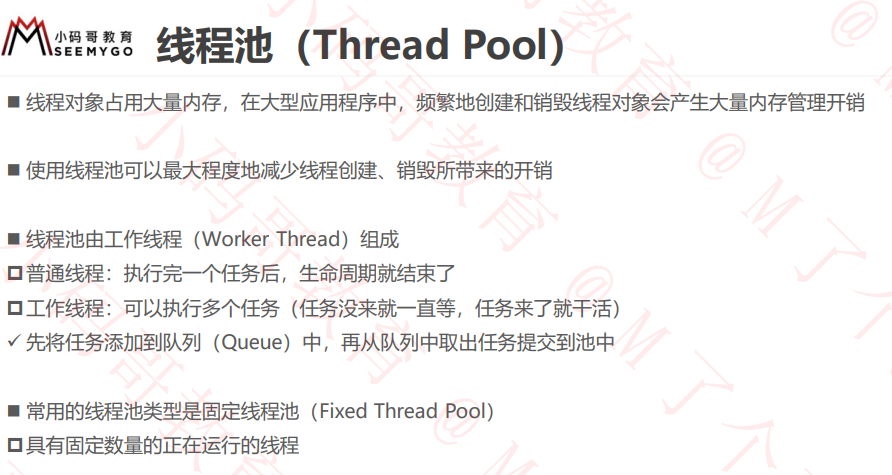 小码哥教育
SEEMYGO
线程池（Thread Pool）
■ 线程对象占用大量内存，在大型应用程序中，频繁地创建和销毁线程对象会产生大量内存管理开销
■ 使用线程池可以最大程度地减少线程创建、销毁所带来的开销
■ 线程池由工作线程（Worker Thread）组成
普通线程：执行完一个任务后，生命周期就结束了
工作线程：可以执行多个任务（任务没来就一直等，任务来了就干活）
✓ 先将任务添加到队列（Queue）中，再从队列中取出任务提交到池中
■ 常用的线程池类型是固定线程池（Fixed Thread Pool）
具有固定数量的正在运行的线程
小码哥教育 @ M了个